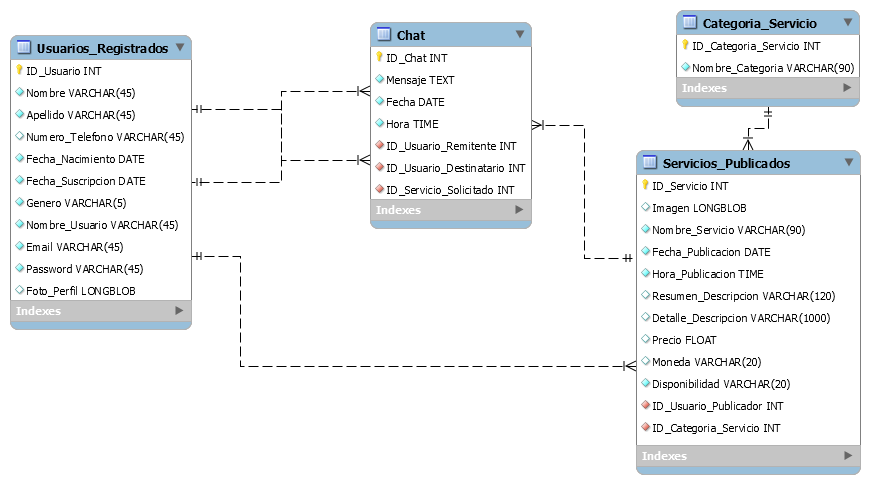 Usuarios_Registrados
ID_Usuario INT
Nombre VARCHAR(45)
Apellido VARCHAR(45)
Numero_Telefono VARCHAR(45)
Fecha_Nacimiento DATE
Fecha_Suscripcion DATE
Genero VARCHAR(5)
Nombre_Usuario VARCHAR(45)
Email VARCHAR(45)
Password VARCHAR(45)
Foto_Perfil LONGBLOB
Indexes
Chat
ID_Chat INT
Mensaje TEXT
Fecha DATE
Hora TIME
ID_Usuario_Remitente INT
ID_Usuario_Destinatario INT
ID_Servicio_Solicitado INT
Indexes
Categoria_Servicio
ID_Categoria_Servicio INT
Nombre_Categoria VARCHAR(90)
Indexes
Servicios_Publicados
ID_Servicio INT
Imagen LONGBLOB
Nombre_Servicio VARCHAR(90)
Fecha_Publicacion DATE
Hora_Publicacion TIME
Resumen_Descripcion VARCHAR(120)
Detalle_Descripcion VARCHAR(1000)
Precio FLOAT
Moneda VARCHAR(20)
Disponibilidad VARCHAR(20)
ID_Usuario_Publicador INT
ID_Categoria_Servicio INT
Indexes